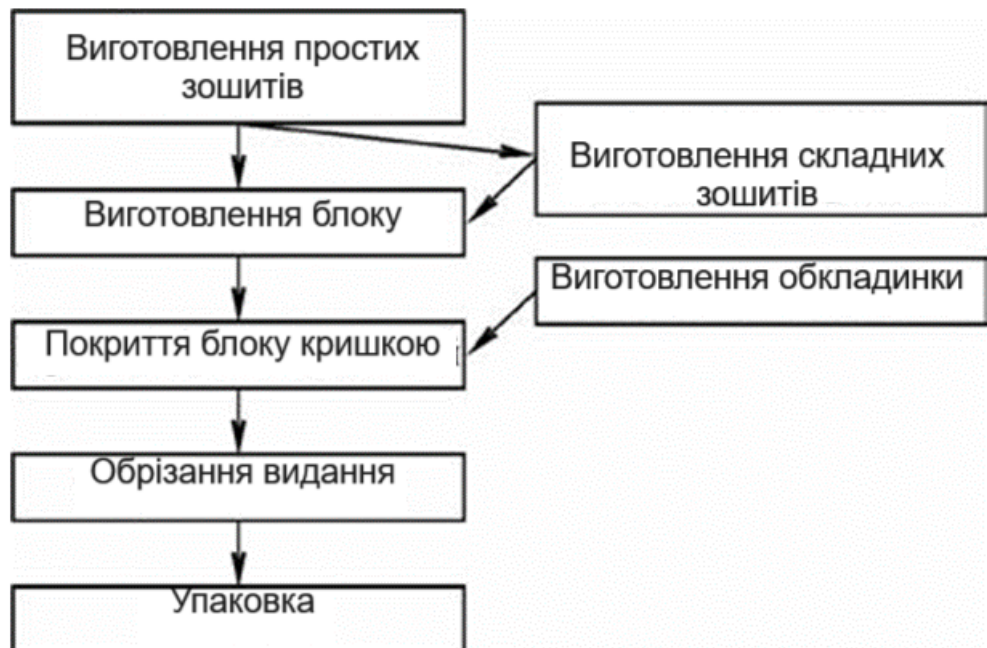 Виготовлення простих
зошитів
Виготовлення складних
зошитів
Виготовлення блоку
Виготовлення обкладинки
Покриття блоку кришкою
Обрізання видання
Упаковка